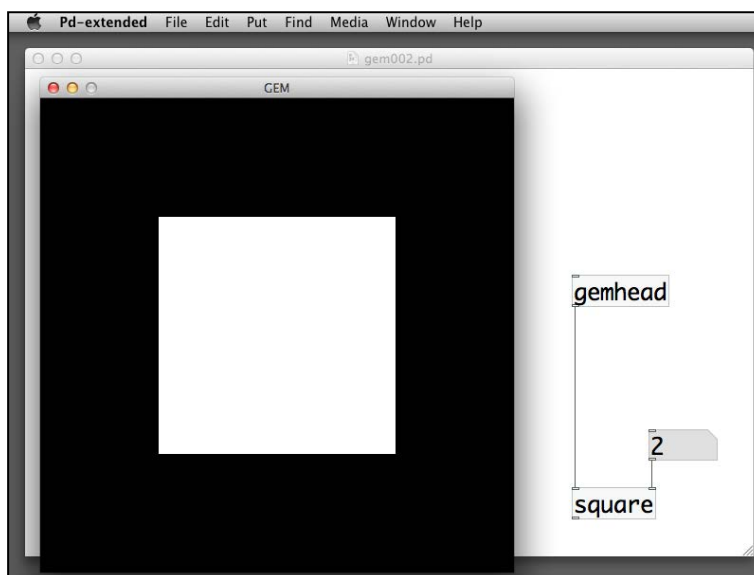 Pd-extended File Edit Put Find Media Window Help
gem002.pd
GEM
gemhead
2
square